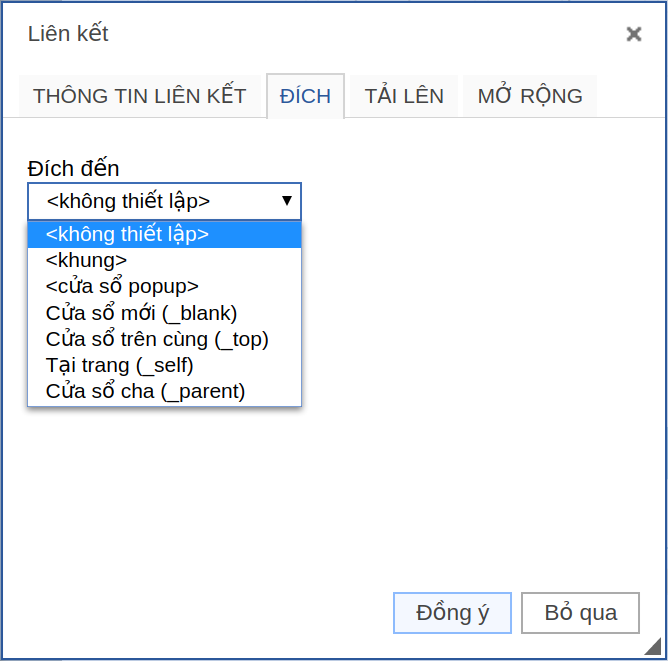 Liên kết
THÔNG TIN LIÊN KẾT ĐÍCH TẢI LÊN MỞ RỘNG
Đích đến
<không thiết lập>
<không thiết lập>
<khung>
<cửa sổ popup>
Cửa sổ mới (_blank)
Cửa sổ trên cùng (_top)
Tại trang (_self)
Cửa sổ cha (_parent)
Đồng ý Bỏ qua